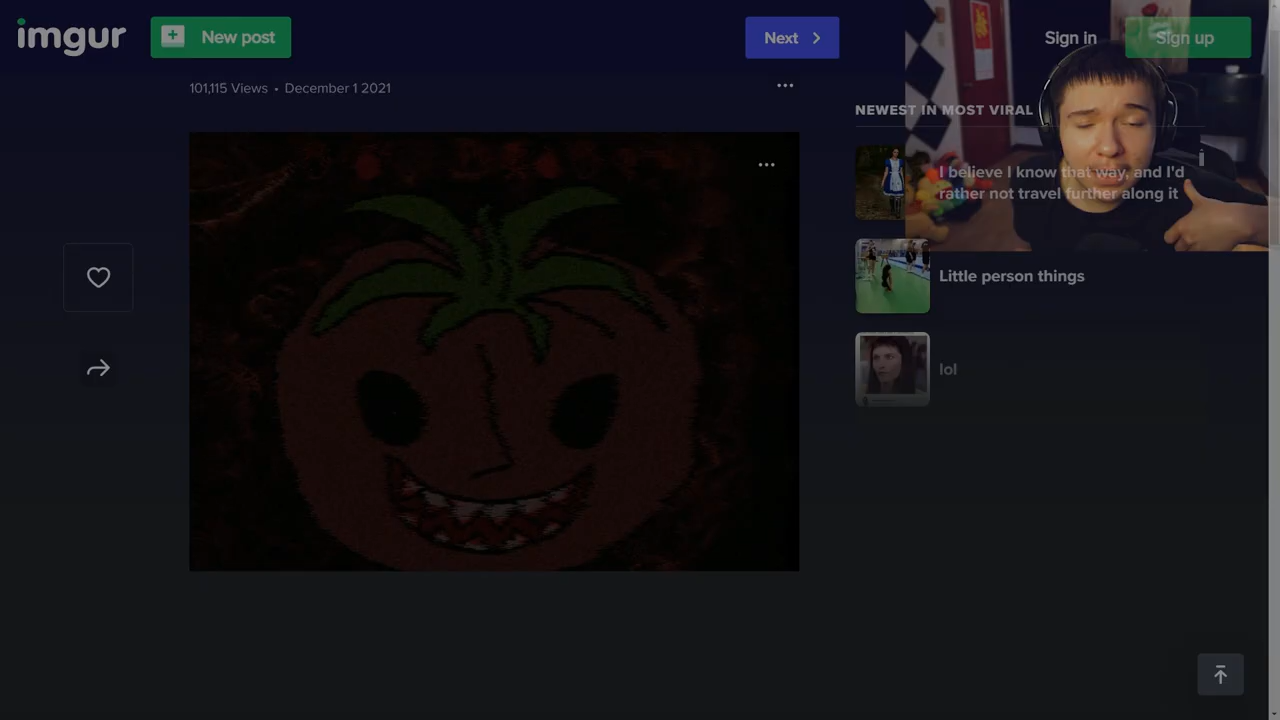 imgur
New post
Next
Sign in
Sign up
101,115 Views • December 1 2021
NEWEST IN MOST VIRAL
I believe I know that way, and I'd
rather not travel further along it
Little person things
lol